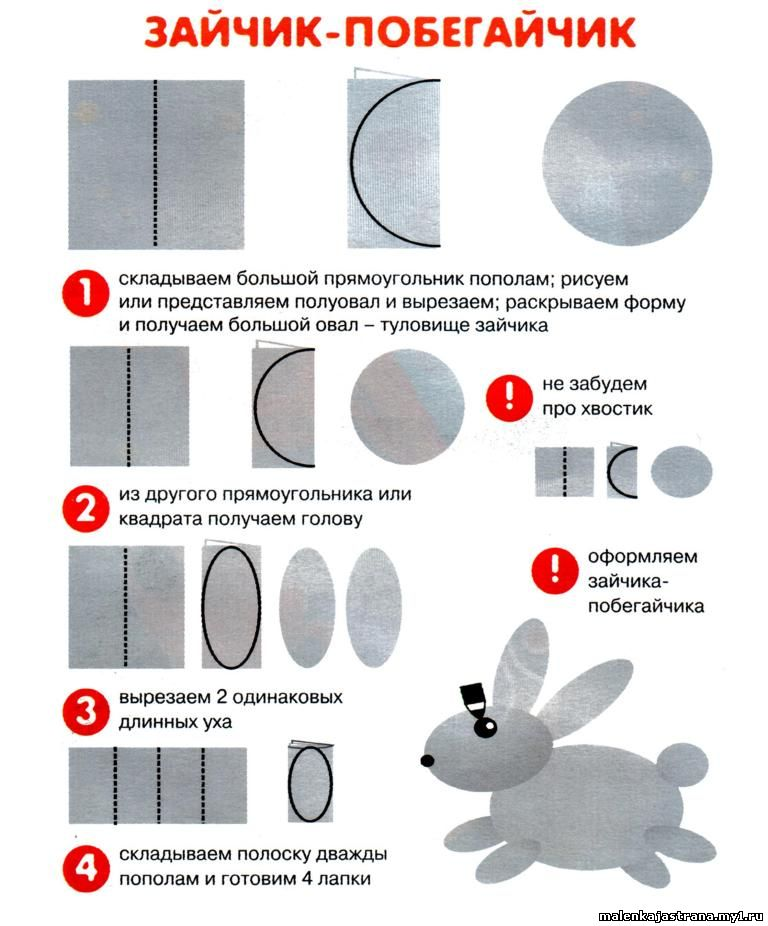 ЗАЙЧИК-ПОБЕГАЙЧИК
1
складываем большой прямоугольник пополам; рисуем
или представляем полуовал и вырезаем; раскрываем форму
и получаем большой овал – туловище зайчика
!
не забудем
про хвостик
2
из другого прямоугольника или
квадрата получаем голову
!
оформляем
зайчика-
побегайчика
3
вырезаем 2 одинаковых
длинных уха
4
складываем полоску дважды
пополам и готовим 4 лапки
malenkajastrana.my1.ru